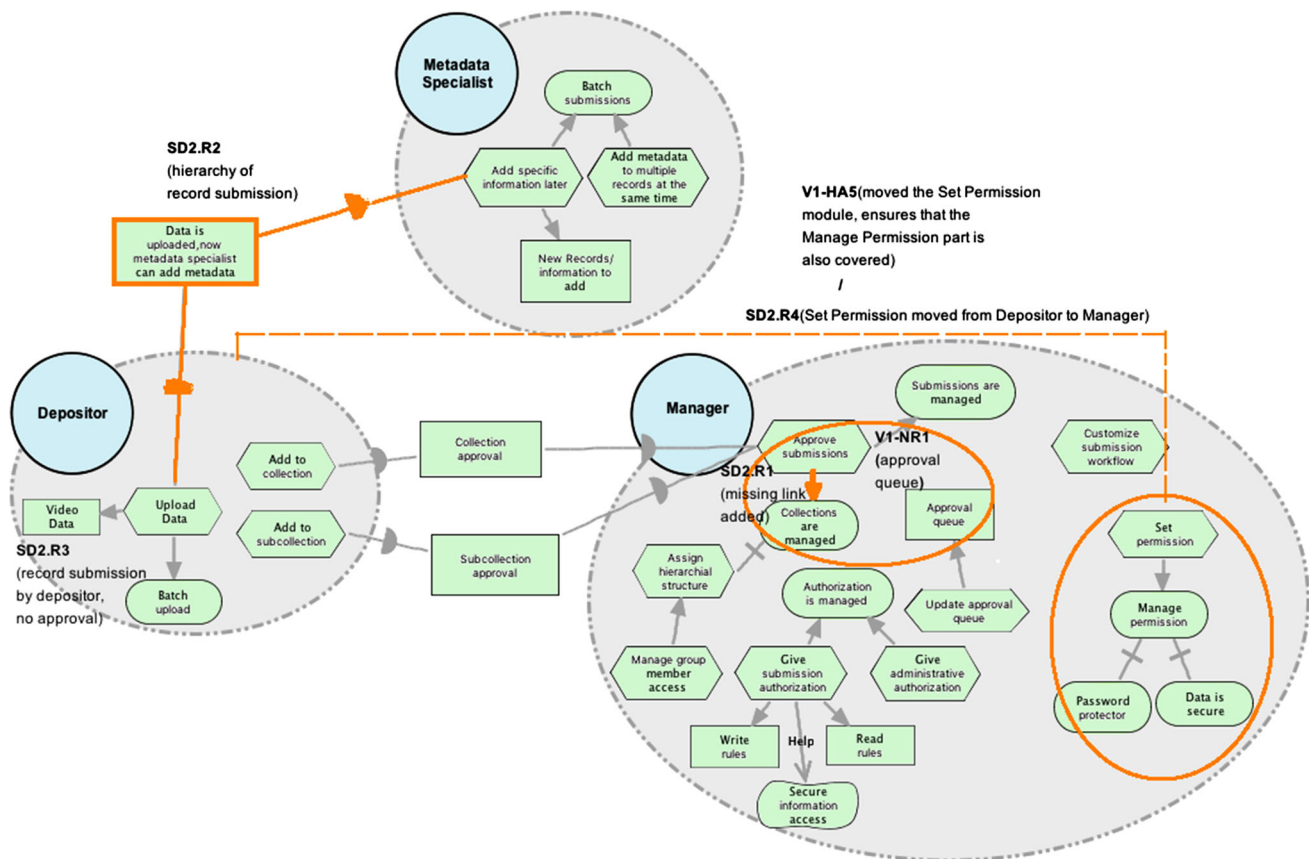 Metadata
Specialist
Batch
submissions
Add specific
information later
Add metadata
to multiple
records at the
same time
New Records/
information to
add
SD2.R2
(hierarchy of
record submission)
Data is
uploaded,now
metadata specialist
can add metadata
V1-HA5(moved the Set Permission
module, ensures that the
Manage Permission part is
also covered)
/
SD2.R4(Set Permission moved from Depositor to Manager)
Depositor
Add to
collection
Video
Data
Upload
Data
Add to
subcollection
SD2.R3
(record submission
by depositor,
no approval)
Batch
upload
Collection
approval
Subcollection
approval
Manager
Submissions are
managed
Approve
submissions
V1-NR1
(approval
queue)
Customize
submission
workflow
SD2.R1
(missing link
added)
Collections
are
managed
Approval
queue
Set
permission
Assign
hierarchial
structure
Authorization
is managed
Update approval
queue
Manage
permission
Manage group
member
access
Give
submission
authorization
Give
administrative
authorization
Password
protector
Data is
secure
Write
rules
Help
Read
rules
Secure
information
access